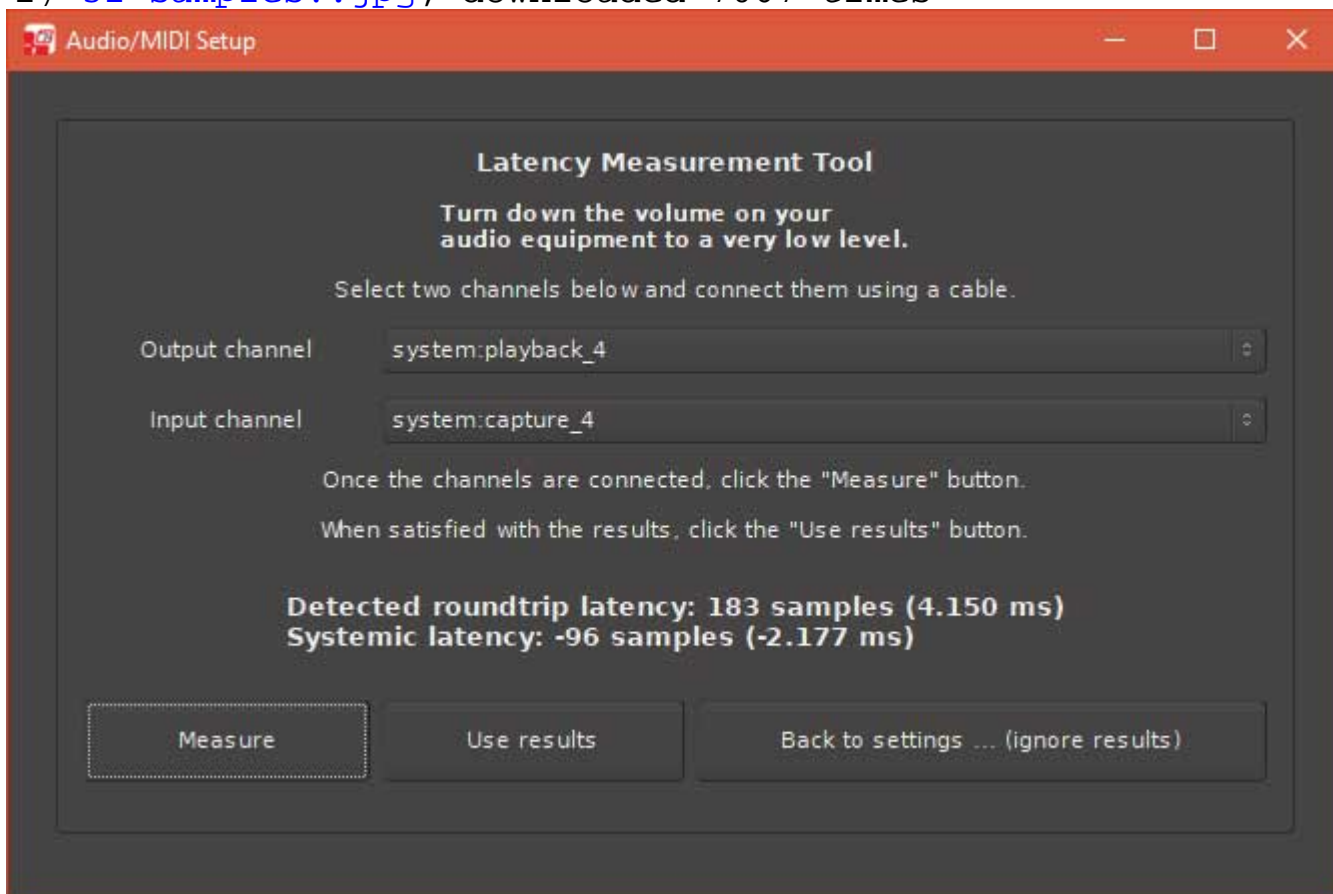 Audio/MIDI Setup
Latency Measurement Tool
Turn down the volume on your
audio equipment to a very low level.
Select two channels below and connect them using a cable.
Output channel system:playback_4
Input channel system:capture_4
Once the channels are connected, click the "Measure" button.
When satisfied with the results, click the "Use results" button.
Detected roundtrip latency: 183 samples (4.150 ms)
Systemic latency: -96 samples (-2.177 ms)
Measure Use results Back to settings ... (ignore results)